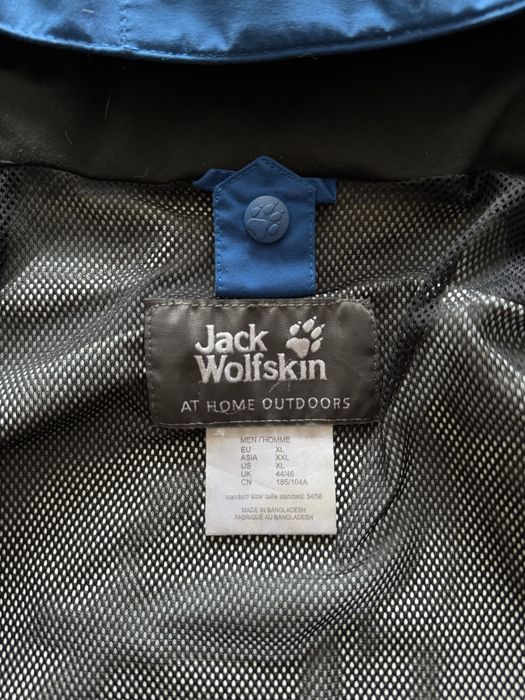 Jack
Wolfskin
AT HOME OUTDOORS
MEN / HOMME
EU XL
ASIA XXL
US XL
UK 44/46
CN 185/104A
standard size/ taille standard. 54/56
MADE IN BANGLADESH
FABRIQUÉ AU BANGLADESH